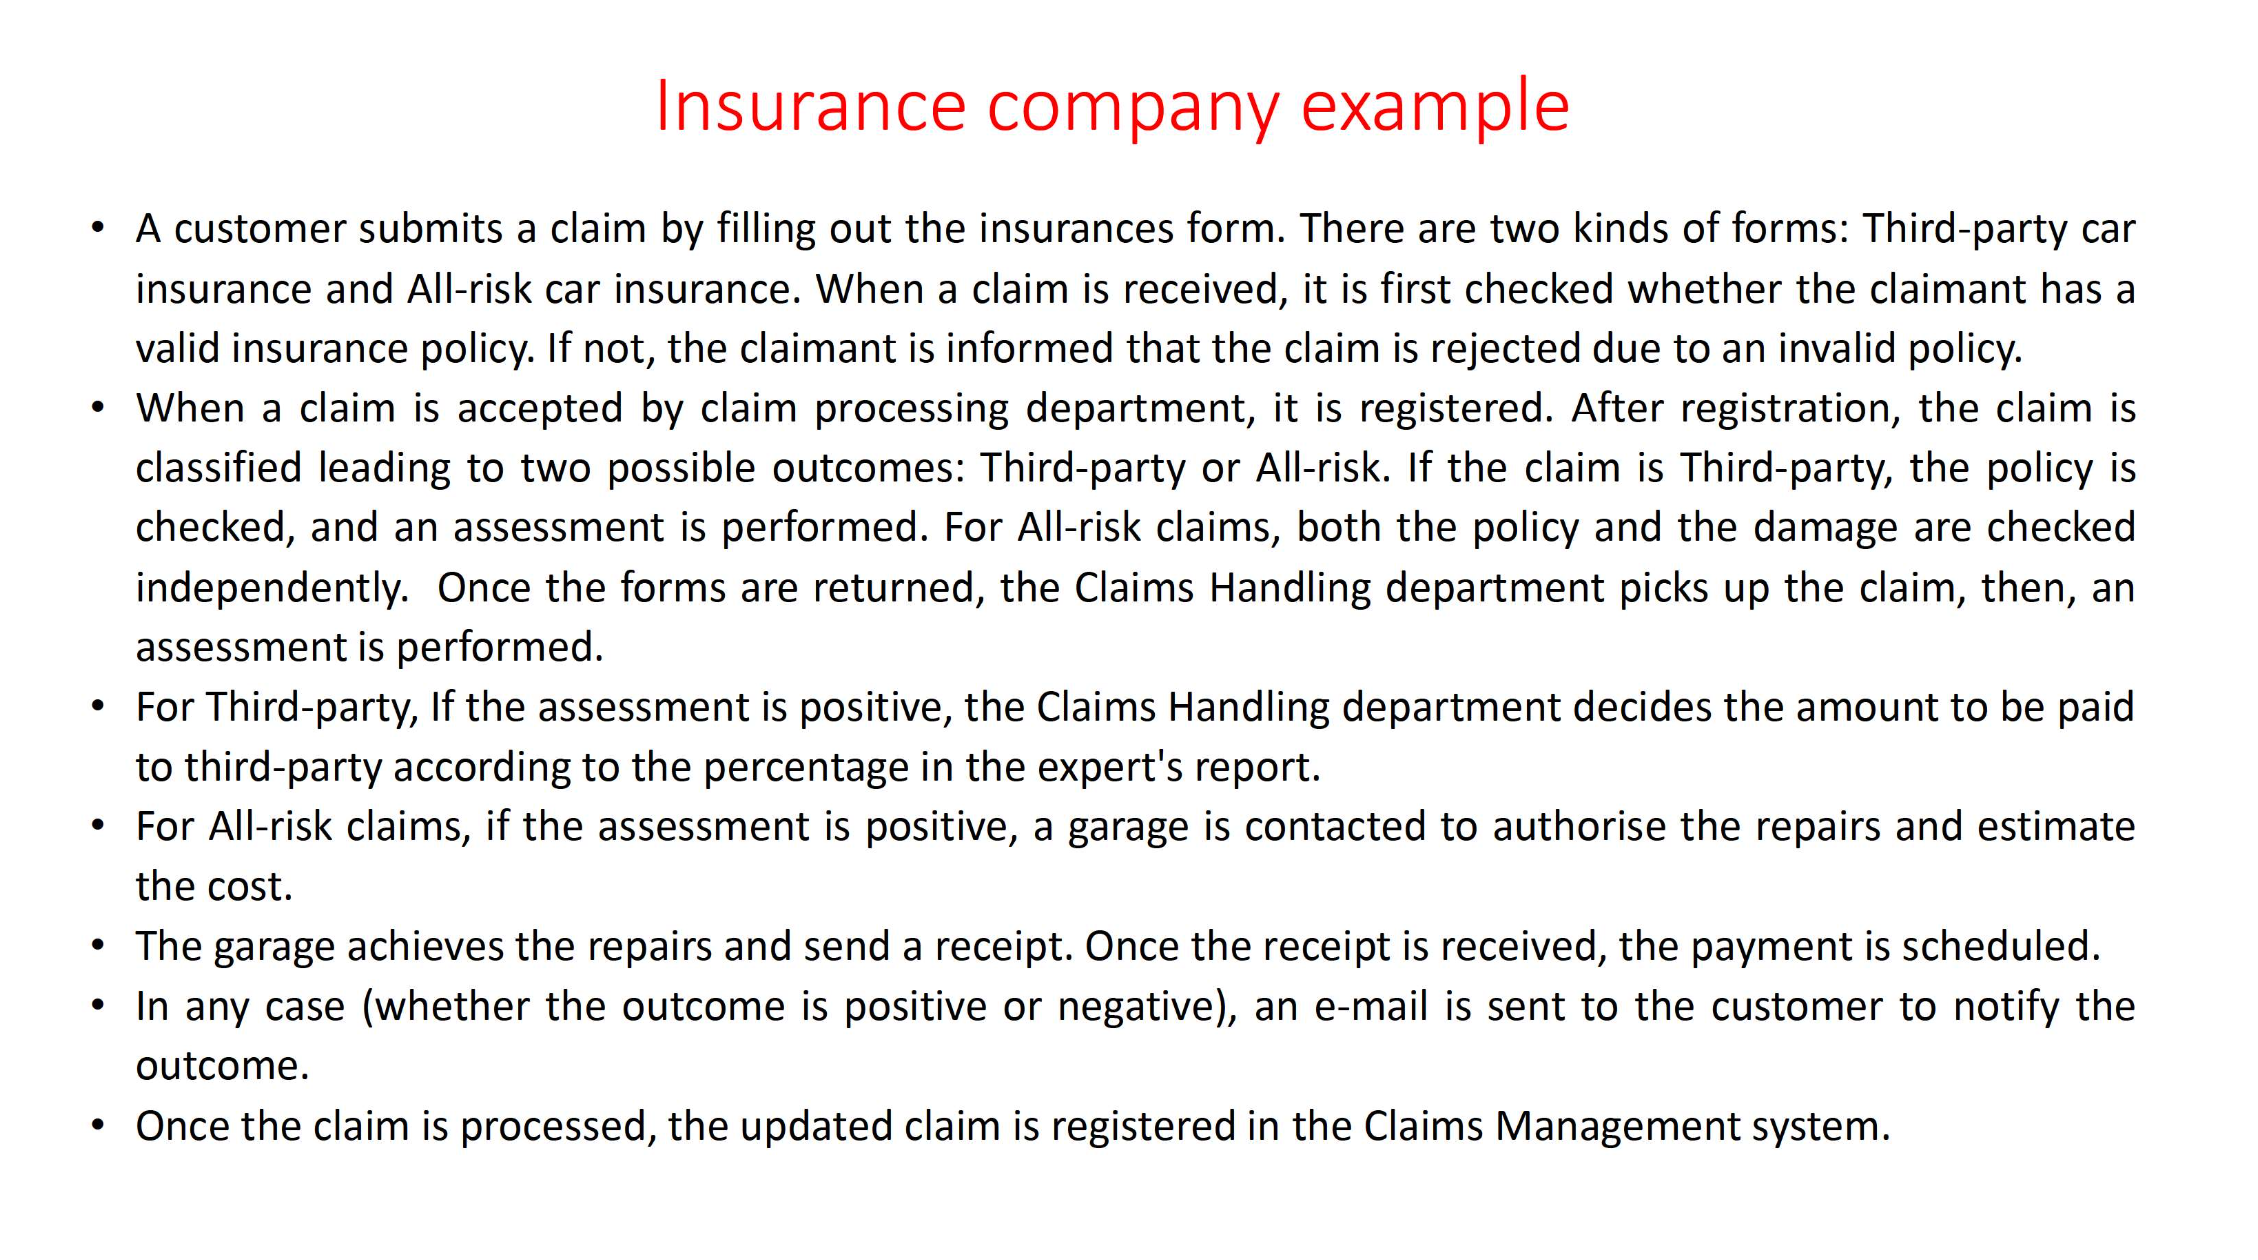 Insurance company example
• A customer submits a claim by filling out the insurances form. There are two kinds of forms: Third-party car
insurance and All-risk car insurance. When a claim is received, it is first checked whether the claimant has a
valid insurance policy. If not, the claimant is informed that the claim is rejected due to an invalid policy.
• When a claim is accepted by claim processing department, it is registered. After registration, the claim is
classified leading to two possible outcomes: Third-party or All-risk. If the claim is Third-party, the policy is
checked, and an assessment is performed. For All-risk claims, both the policy and the damage are checked
independently.  Once the forms are returned, the Claims Handling department picks up the claim, then, an
assessment is performed.
• For Third-party, If the assessment is positive, the Claims Handling department decides the amount to be paid
to third-party according to the percentage in the expert's report.
• For All-risk claims, if the assessment is positive, a garage is contacted to authorise the repairs and estimate
the cost.
• The garage achieves the repairs and send a receipt. Once the receipt is received, the payment is scheduled.
• In any case (whether the outcome is positive or negative), an e-mail is sent to the customer to notify the
outcome.
• Once the claim is processed, the updated claim is registered in the Claims Management system.